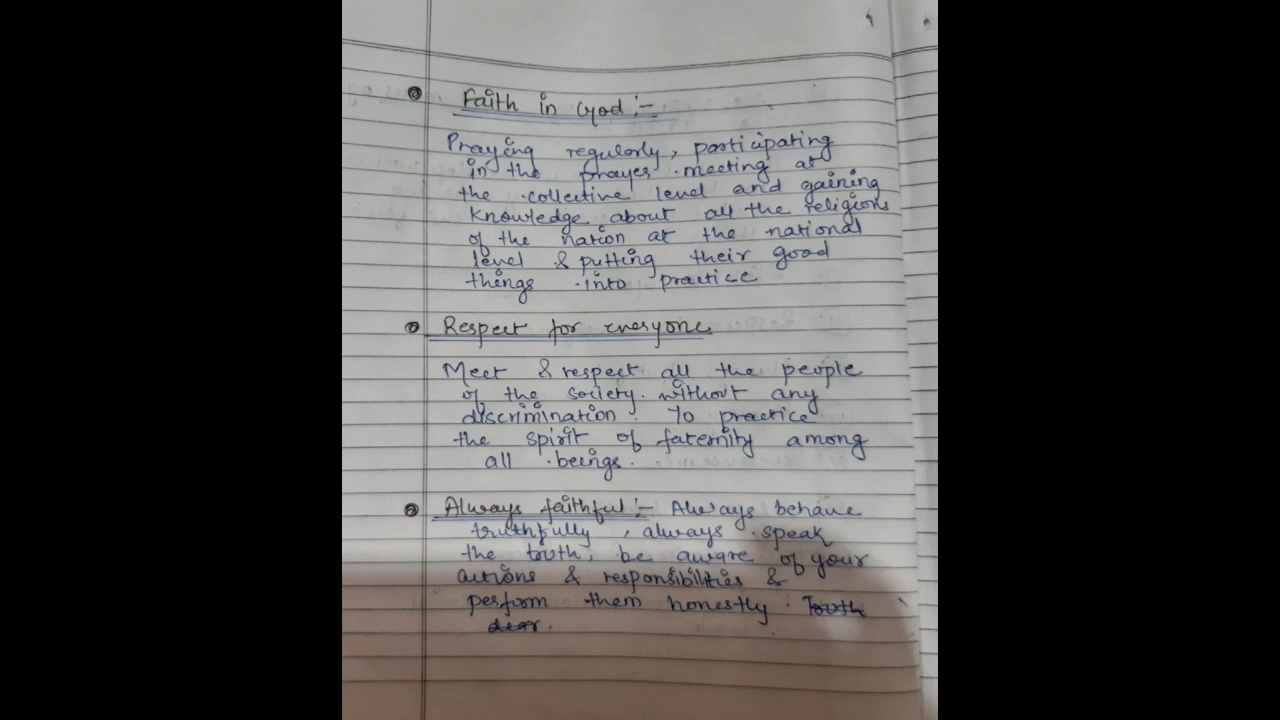 Faith in God :-
Praying regularly, participating
in the prayer meeting at
the collective level and gaining
knowledge about all the religions
of the nation at the national
level & putting their good
things into practice
Respect for everyone
Meet & respect all the people
of the society without any
discrimination. To practice
the spirit of faternity among
all beings.
Always faithful :- Always behave
truthfully, always speak
the truth, be aware of your
actions & responsibilities &
perform them honestly. Truth
dear.